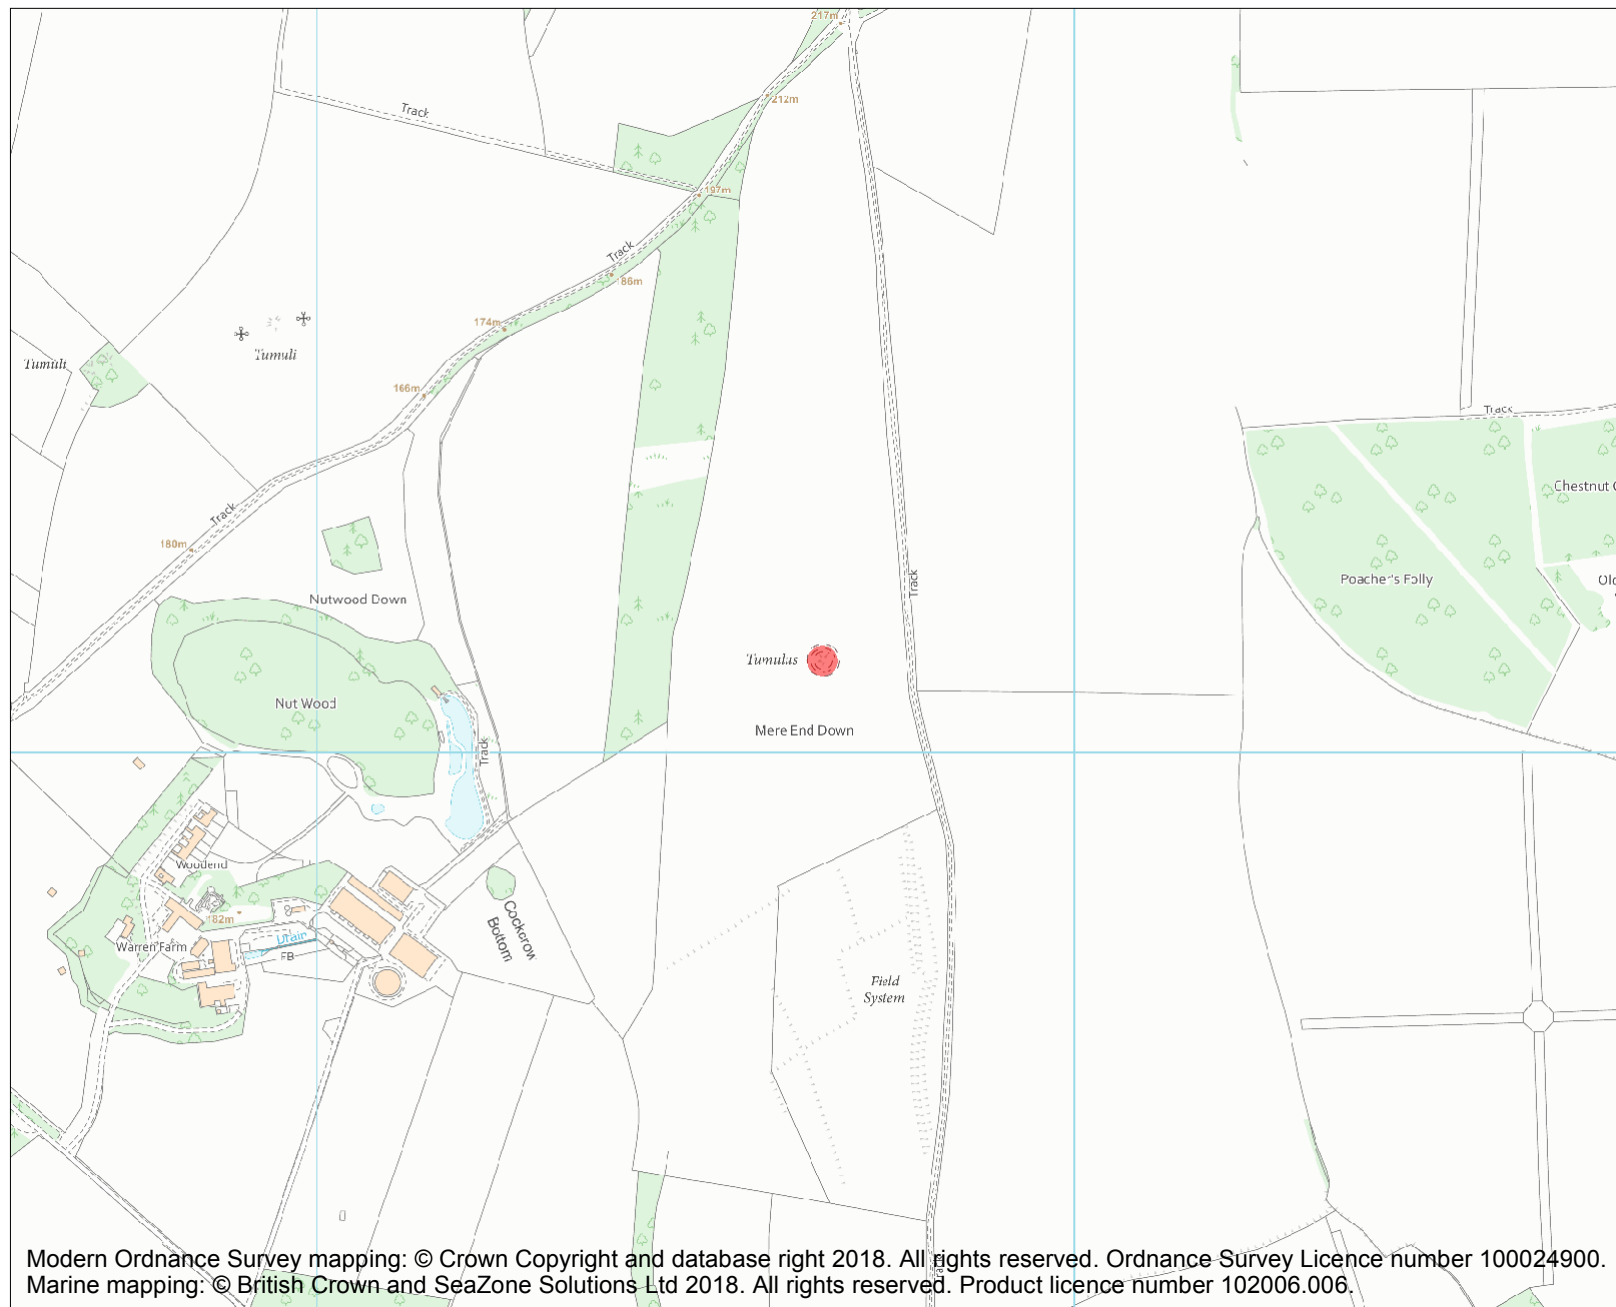 217m
212m
Track
197m
Track
186m
174m
Tumuli
Tumuli
166m
Track
Chestnut
Track
180m
Track
Poacher's Folly
Nutwood Down
Tumulus
Nut Wood
Mere End Down
Track
Woodend
Cockcrow
Bottom
182m
Warren Farm
Drain
FB
Field
System
Track
Modern Ordnance Survey mapping: © Crown Copyright and database right 2018. All rights reserved. Ordnance Survey Licence number 100024900.
Marine mapping: © British Crown and SeaZone Solutions Ltd 2018. All rights reserved. Product licence number 102006.006.